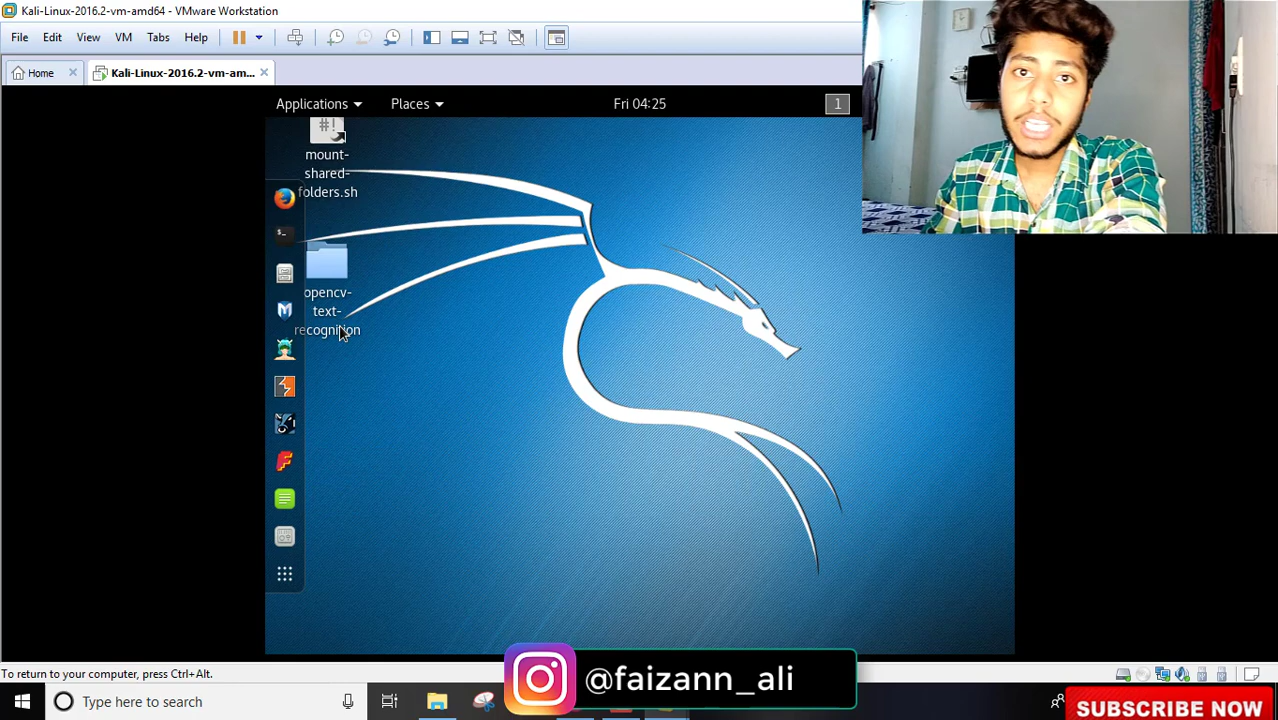 Kali-Linux-2016.2-vm-amd64 - VMware Workstation
File Edit View VM Tabs Help
Home Kali-Linux-2016.2-vm-am...
Applications Places Fri 04:25 1
#!
mount-
shared-
folders.sh
opencv-
text-
recognition
To return to your computer, press Ctrl+Alt.
@faizann_ali
Type here to search
SUBSCRIBE NOW